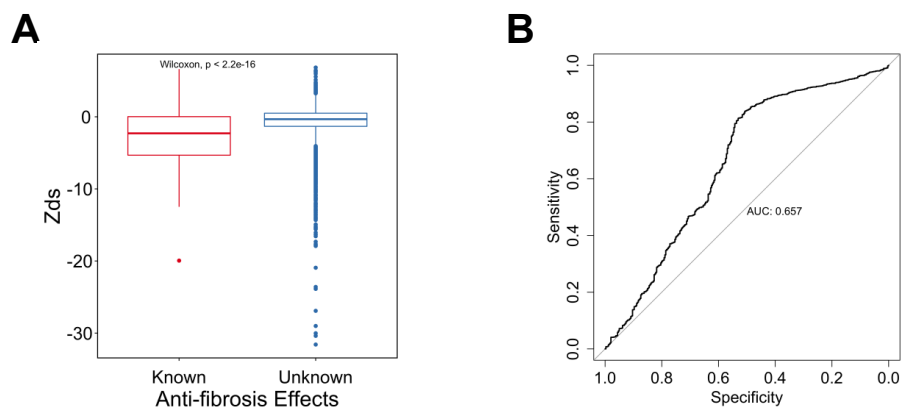 A
Wilcoxon, p < 2.2e-16
Zds
0
-10
-20
-30
Known
Unknown
Anti-fibrosis Effects
B
Sensitivity
1.0
0.8
0.6
0.4
0.2
0.0
AUC: 0.657
1.0
0.8
0.6
0.4
0.2
0.0
Specificity